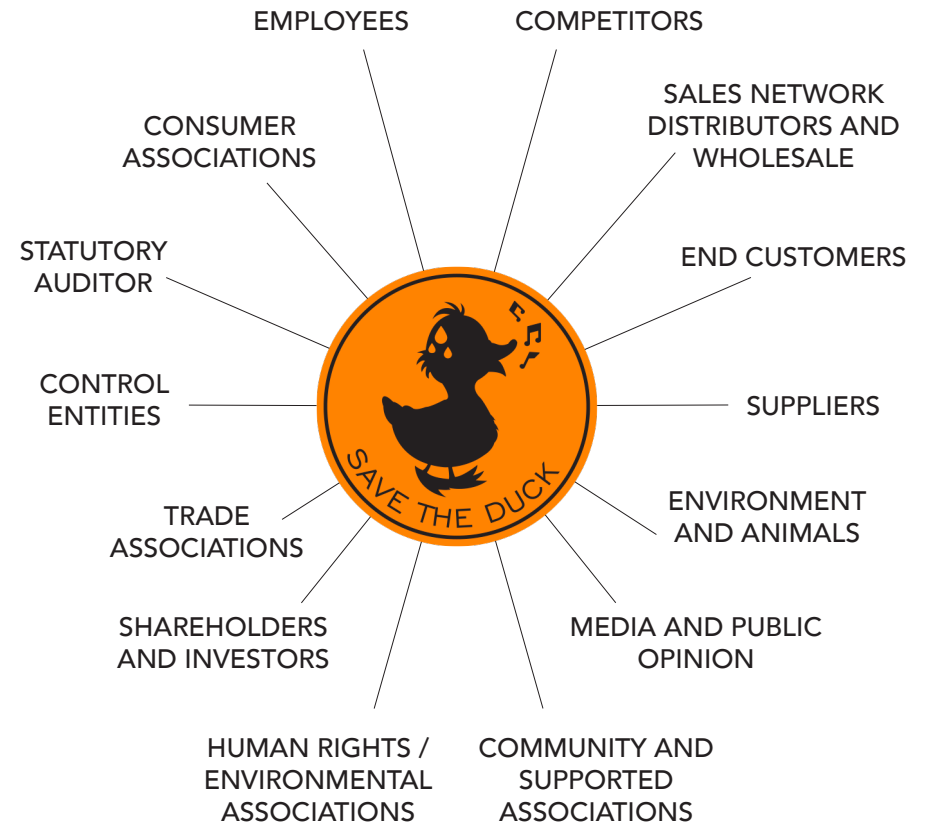 EMPLOYEES
COMPETITORS
SALES NETWORK
DISTRIBUTORS AND
WHOLESALE
CONSUMER
ASSOCIATIONS
STATUTORY
AUDITOR
END CUSTOMERS
CONTROL
ENTITIES
SUPPLIERS
SAVE THE DUCK
TRADE
ASSOCIATIONS
ENVIRONMENT
AND ANIMALS
SHAREHOLDERS
AND INVESTORS
MEDIA AND PUBLIC
OPINION
HUMAN RIGHTS /
ENVIRONMENTAL
ASSOCIATIONS
COMMUNITY AND
SUPPORTED
ASSOCIATIONS